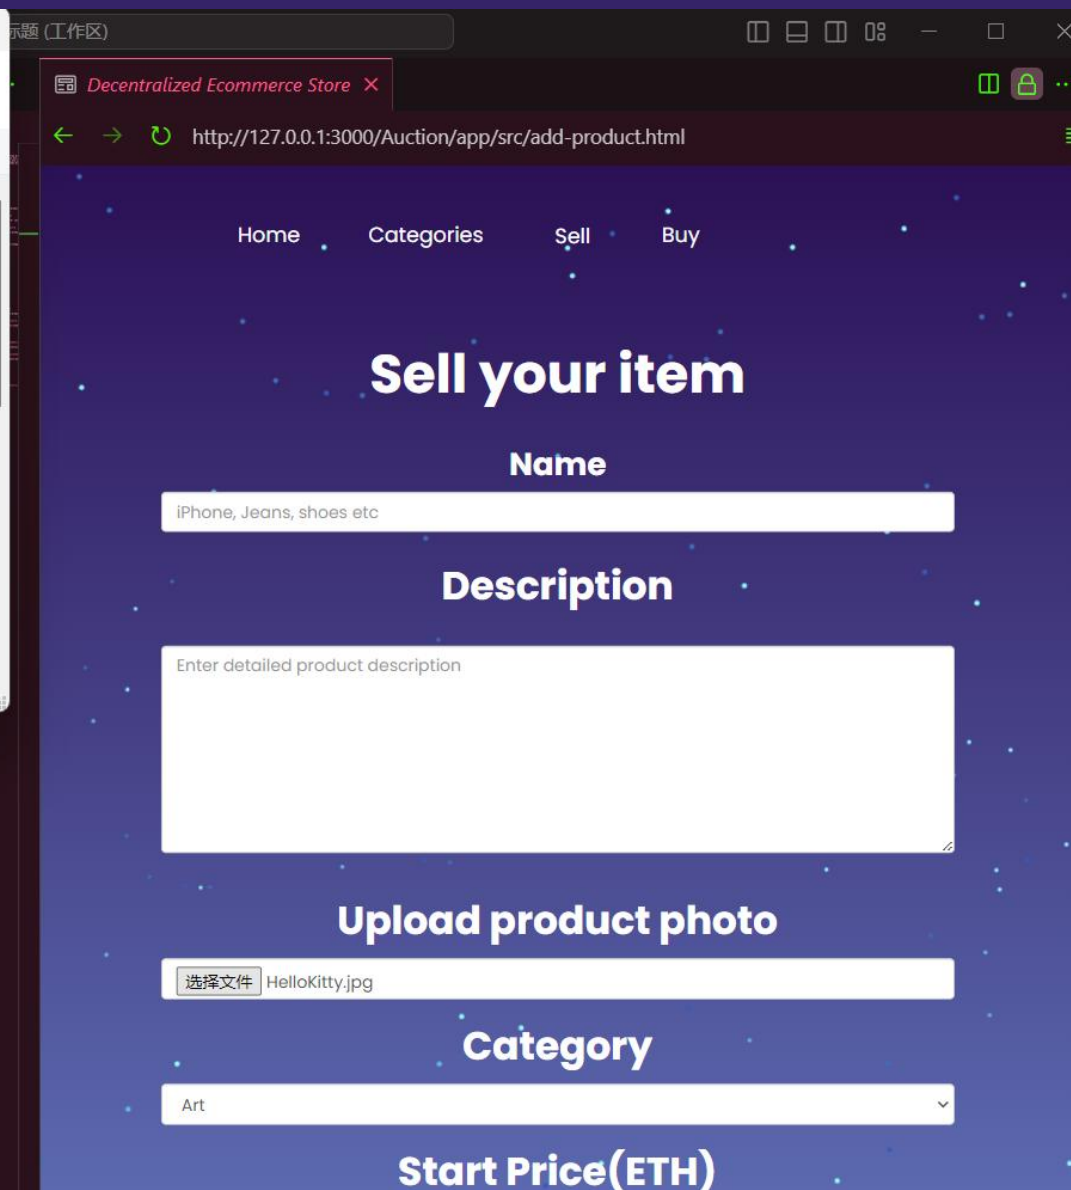 标题 (工作区)
Decentralized Ecommerce Store
http://127.0.0.1:3000/Auction/app/src/add-product.html
Home Categories Sell Buy
Sell your item
Name
iPhone, Jeans, shoes etc
Description
Enter detailed product description
Upload product photo
选择文件 HelloKitty.jpg
Category
Art
Start Price(ETH)